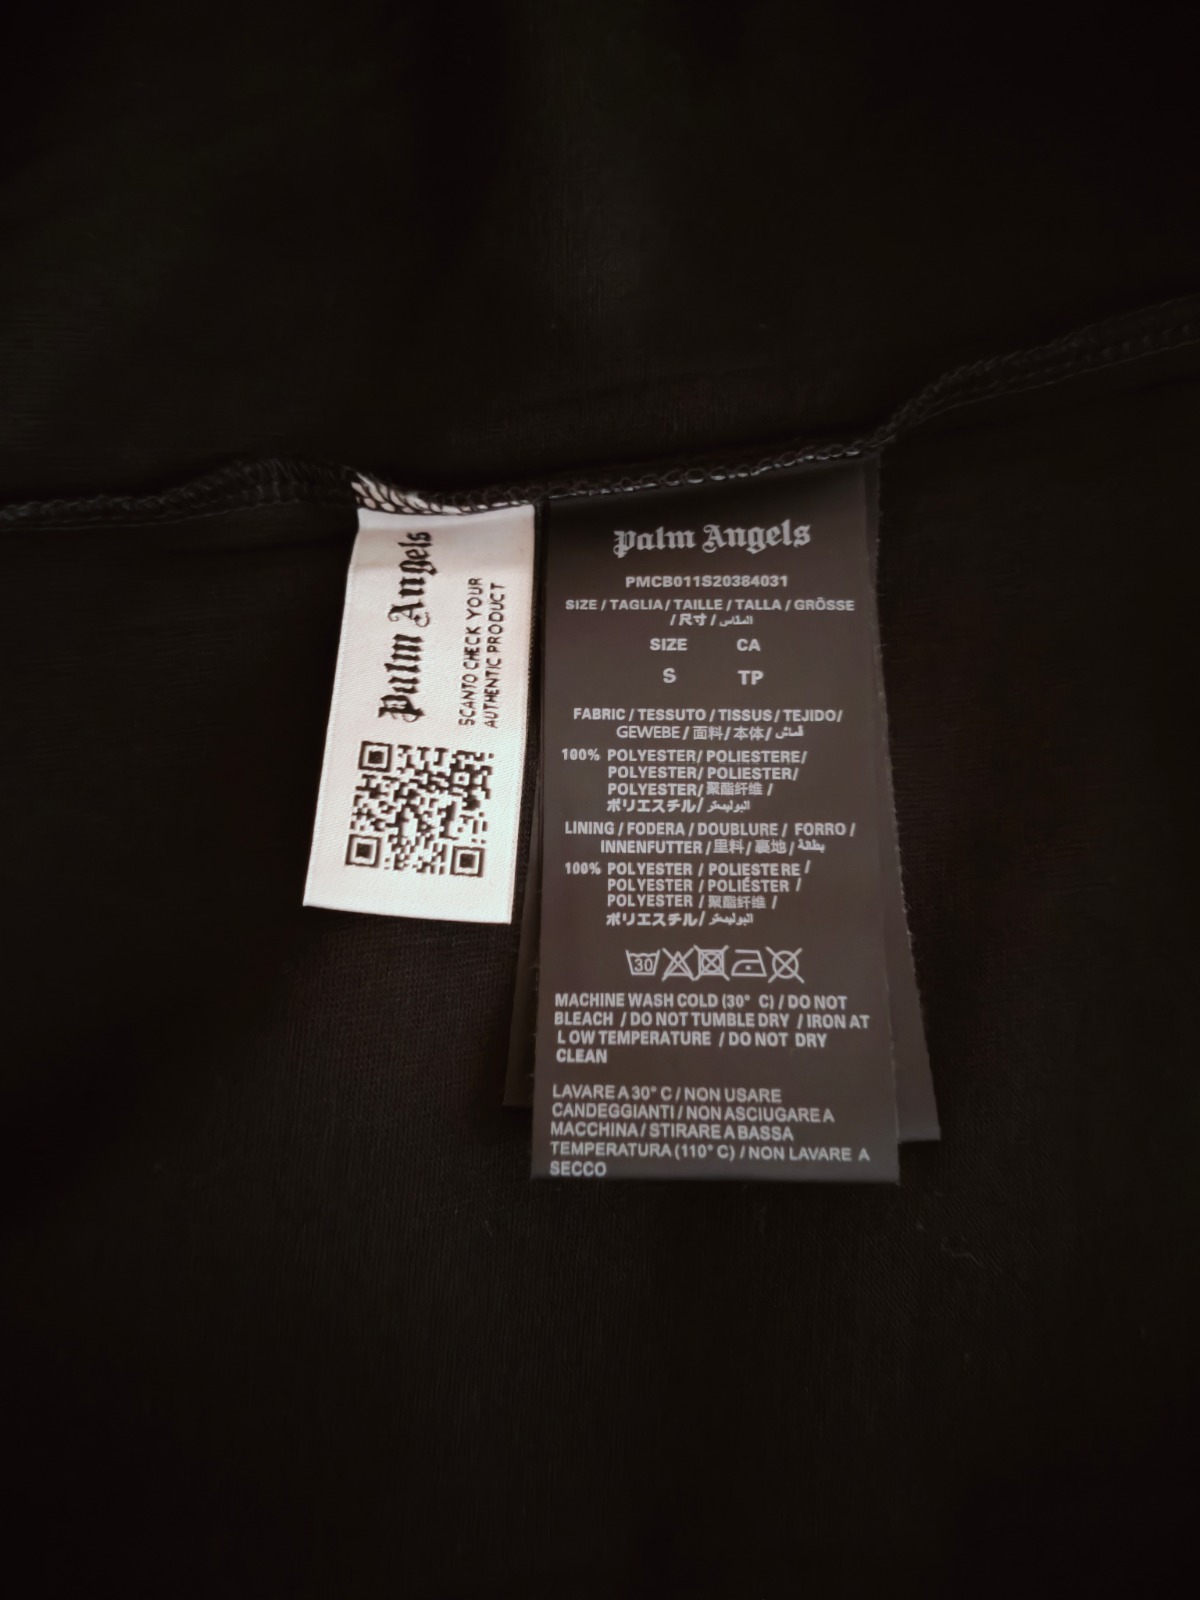 Palm Angels
SCANTO CHECK YOUR
AUTHENTIC PRODUCT
Palm Angels
PMCB011S20384031
SIZE / TAGLIA / TAILLE / TALLA / GRÖSSE
/ 尺寸 / المقاس
SIZE CA
S TP
FABRIC / TESSUTO / TISSUS / TEJIDO/
GEWEBE / 面料 / 本体 / قماش
100% POLYESTER/ POLIESTERE/
POLYESTER/ POLIESTER/
POLYESTER/ 聚酯纤维 /
ポリエスチル/ البوليستر
LINING / FODERA / DOUBLURE / FORRO /
INNENFUTTER / 里料 / 裏地 / بطانة
100% POLYESTER / POLIESTERE /
POLYESTER / POLIÉSTER /
POLYESTER / 聚酯纤维 /
ポリエスチル/ البوليستر
30
MACHINE WASH COLD (30° C) / DO NOT
BLEACH / DO NOT TUMBLE DRY / IRON AT
L OW TEMPERATURE / DO NOT DRY
CLEAN
LAVARE A 30° C / NON USARE
CANDEGGIANTI / NON ASCIUGARE A
MACCHINA / STIRARE A BASSA
TEMPERATURA (110° C) / NON LAVARE A
SECCO